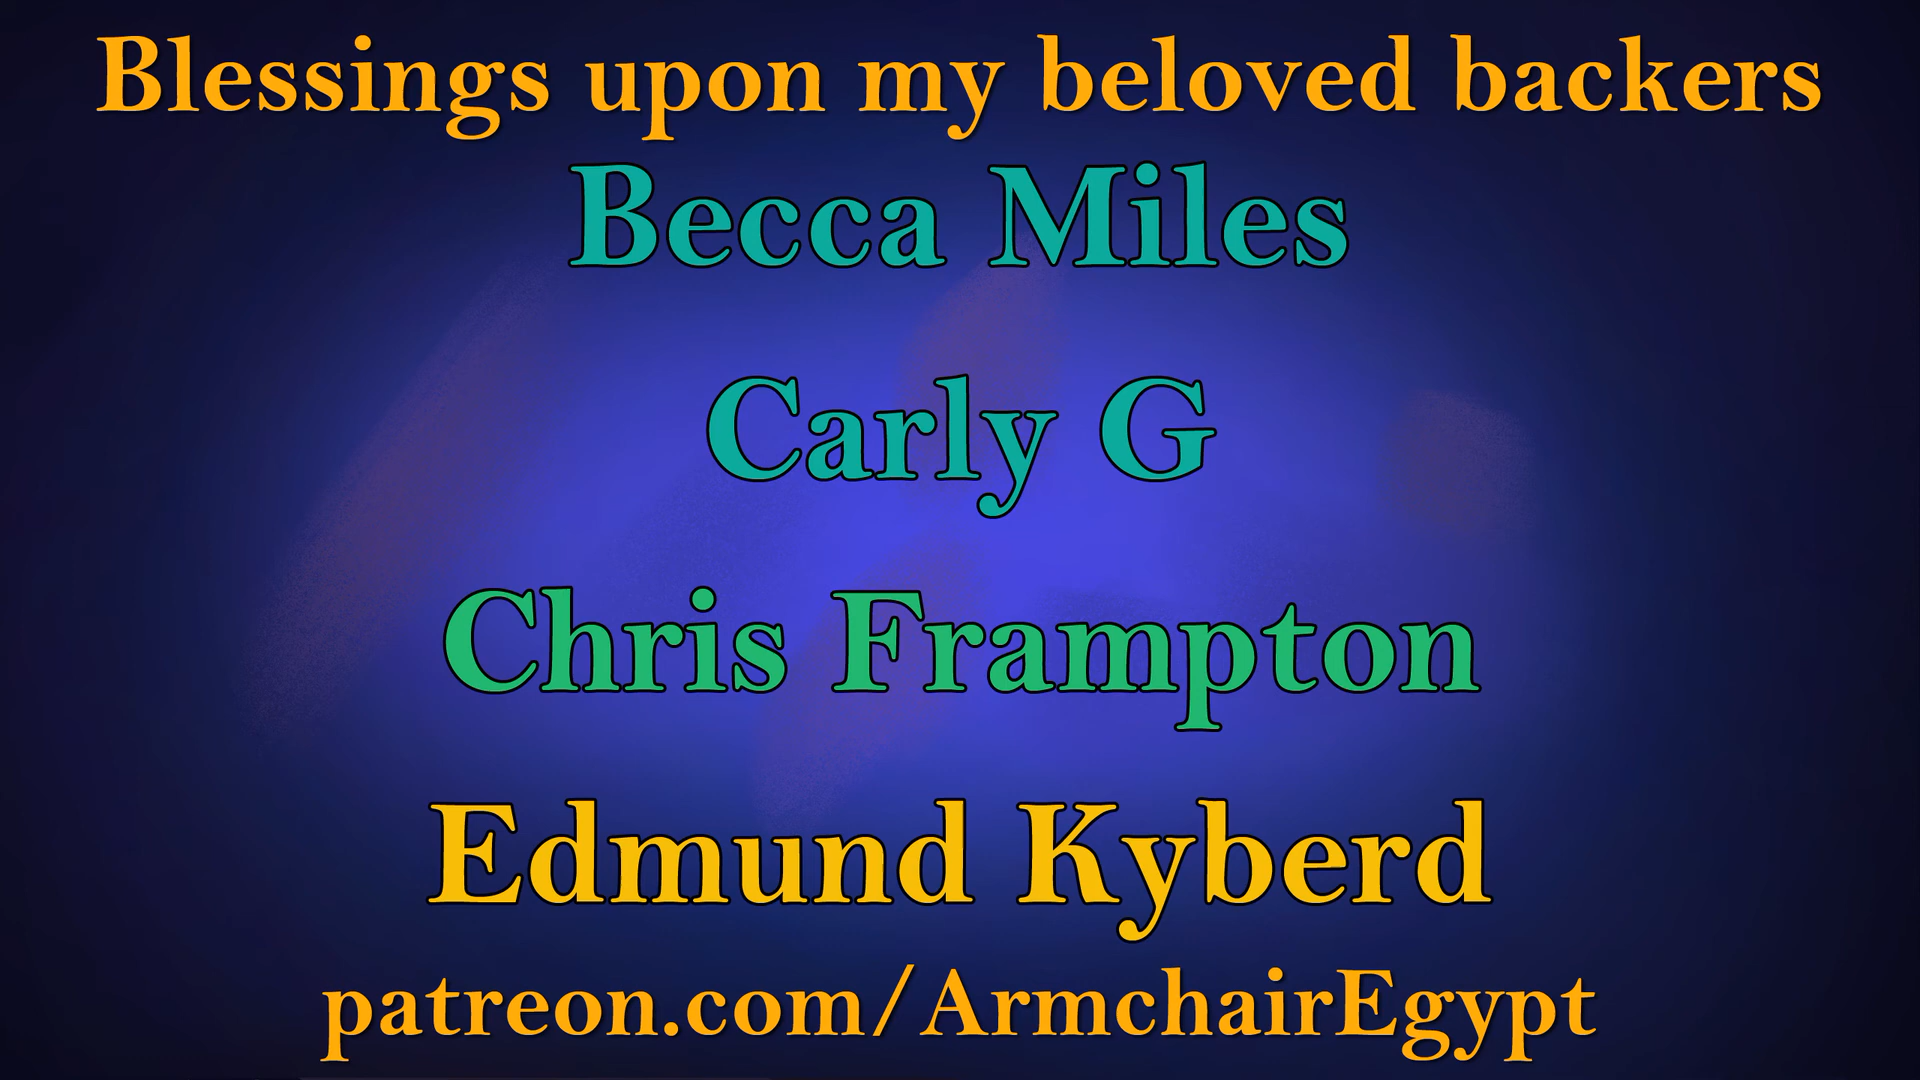 Blessings upon my beloved backers
Becca Miles
Carly G
Chris Frampton
Edmund Kyberd
patreon.com/ArmchairEgypt